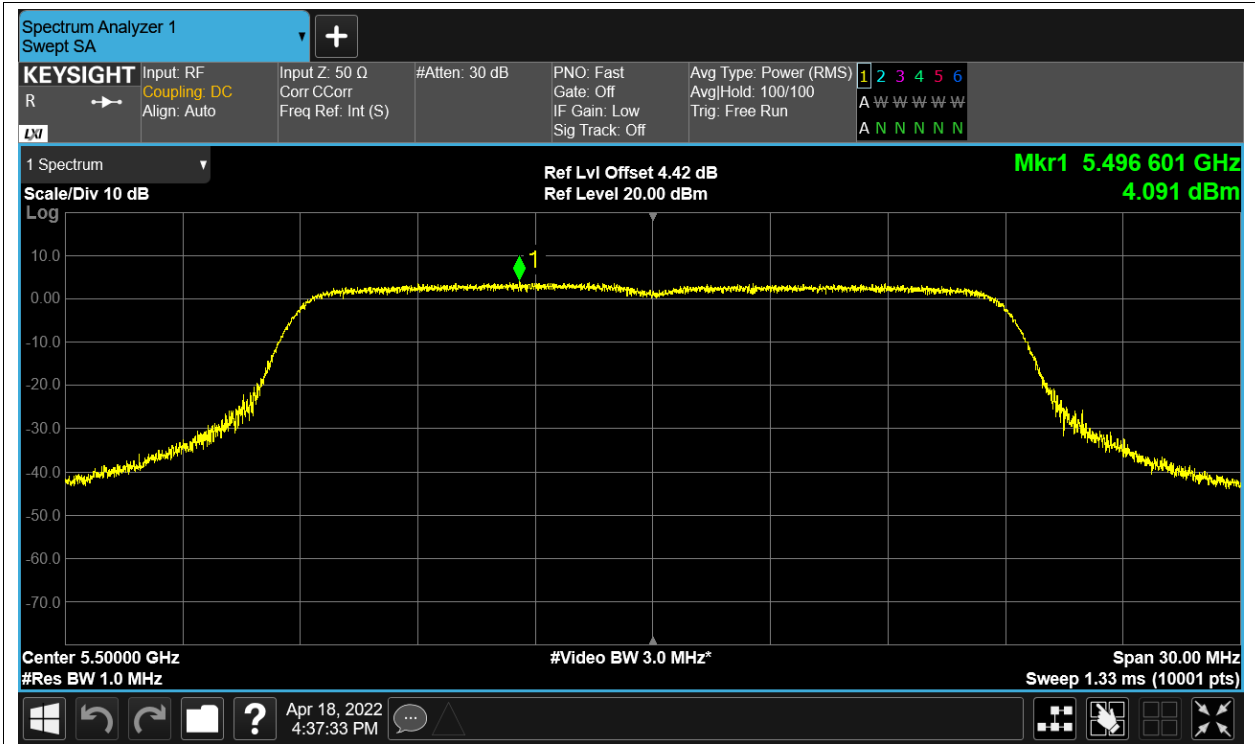 Spectrum Analyzer 1
Swept SA
+
KEYSIGHT
R
LXI
Input: RF
Coupling: DC
Align: Auto
Input Z: 50 Ω
Corr CCorr
Freq Ref: Int (S)
#Atten: 30 dB
PNO: Fast
Gate: Off
IF Gain: Low
Sig Track: Off
Avg Type: Power (RMS)
Avg|Hold: 100/100
Trig: Free Run
1 2 3 4 5 6
A W W W W W
A N N N N N
1 Spectrum
Scale/Div 10 dB
Log
Ref Lvl Offset 4.42 dB
Ref Level 20.00 dBm
Mkr1 5.496 601 GHz
4.091 dBm
10.0
1
0.00
-10.0
-20.0
-30.0
-40.0
-50.0
-60.0
-70.0
Center 5.50000 GHz
#Res BW 1.0 MHz
#Video BW 3.0 MHz*
Span 30.00 MHz
Sweep 1.33 ms (10001 pts)
?
Apr 18, 2022
4:37:33 PM